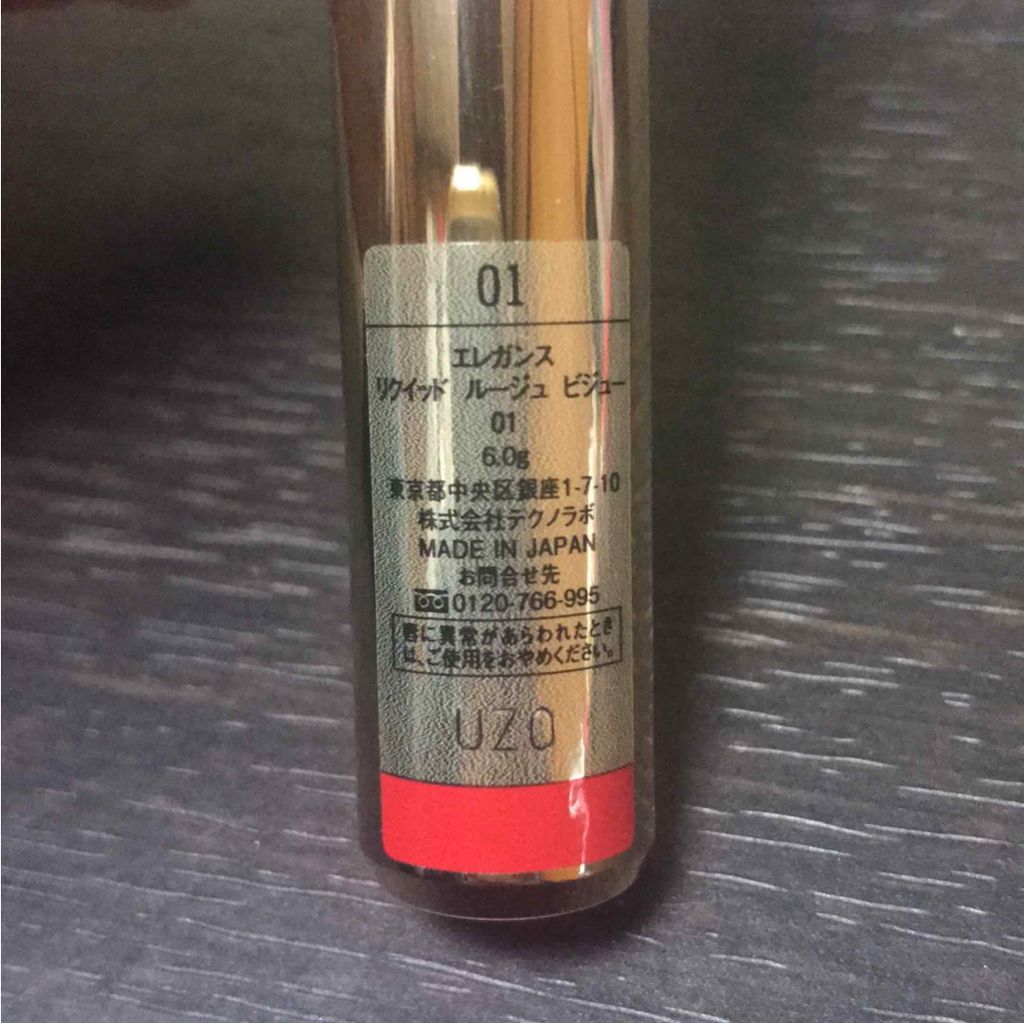 01
エレガンス
リクイッド ルージュ ビジュー
01
6.0g
東京都中央区銀座1-7-10
株式会社テクノラボ
MADE IN JAPAN
お問合せ先
0120-766-995
唇に異常があらわれたとき
は、ご使用をおやめください。
UZO